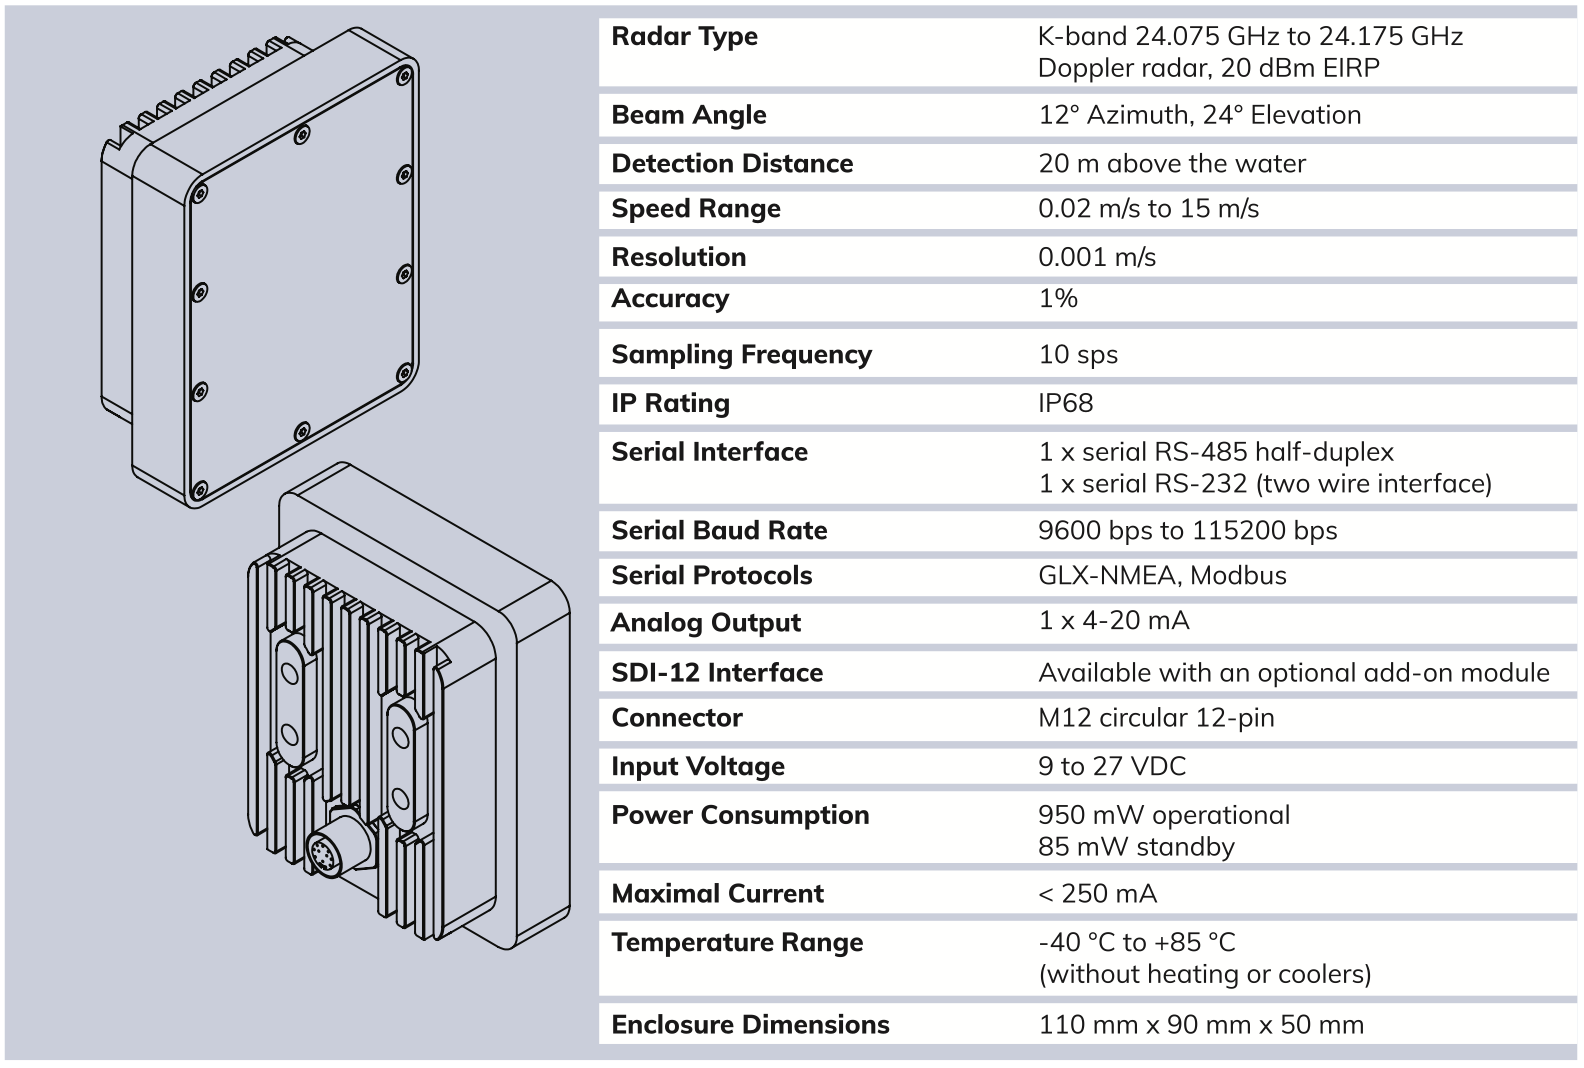 Radar Type K-band 24.075 GHz to 24.175 GHz
Doppler radar, 20 dBm EIRP
Beam Angle 12° Azimuth, 24° Elevation
Detection Distance 20 m above the water
Speed Range 0.02 m/s to 15 m/s
Resolution 0.001 m/s
Accuracy 1%
Sampling Frequency 10 sps
IP Rating IP68
Serial Interface 1 x serial RS-485 half-duplex
1 x serial RS-232 (two wire interface)
Serial Baud Rate 9600 bps to 115200 bps
Serial Protocols GLX-NMEA, Modbus
Analog Output 1 x 4-20 mA
SDI-12 Interface Available with an optional add-on module
Connector M12 circular 12-pin
Input Voltage 9 to 27 VDC
Power Consumption 950 mW operational
85 mW standby
Maximal Current < 250 mA
Temperature Range -40 °C to +85 °C
(without heating or coolers)
Enclosure Dimensions 110 mm x 90 mm x 50 mm